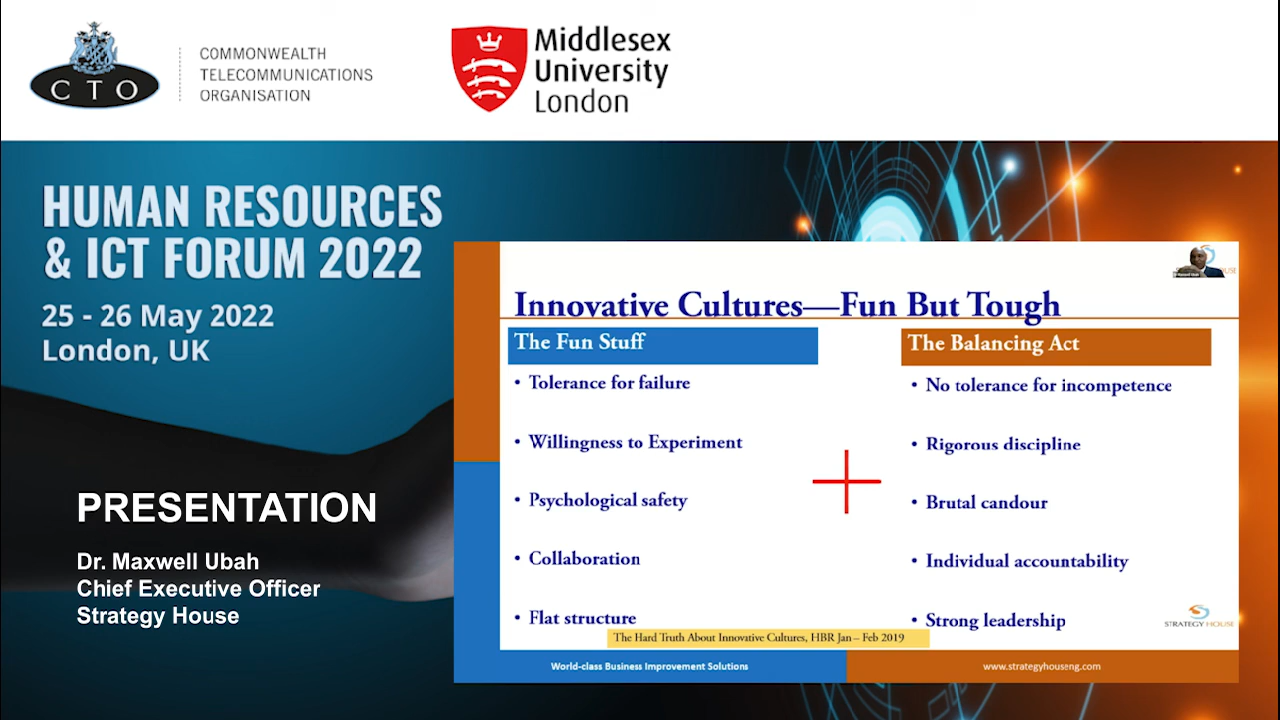 CTO
COMMONWEALTH
TELECOMMUNICATIONS
ORGANISATION
Middlesex
University
London
HUMAN RESOURCES
& ICT FORUM 2022
25 - 26 May 2022
London, UK
PRESENTATION
Dr. Maxwell Ubah
Chief Executive Officer
Strategy House
Innovative Cultures—Fun But Tough
The Fun Stuff
• Tolerance for failure
• Willingness to Experiment
• Psychological safety
• Collaboration
• Flat structure
The Balancing Act
• No tolerance for incompetence
• Rigorous discipline
• Brutal candour
• Individual accountability
• Strong leadership
STRATEGY HOUSE
The Hard Truth About Innovative Cultures, HBR Jan – Feb 2019
World-class Business Improvement Solutions
www.strategyhouseng.com